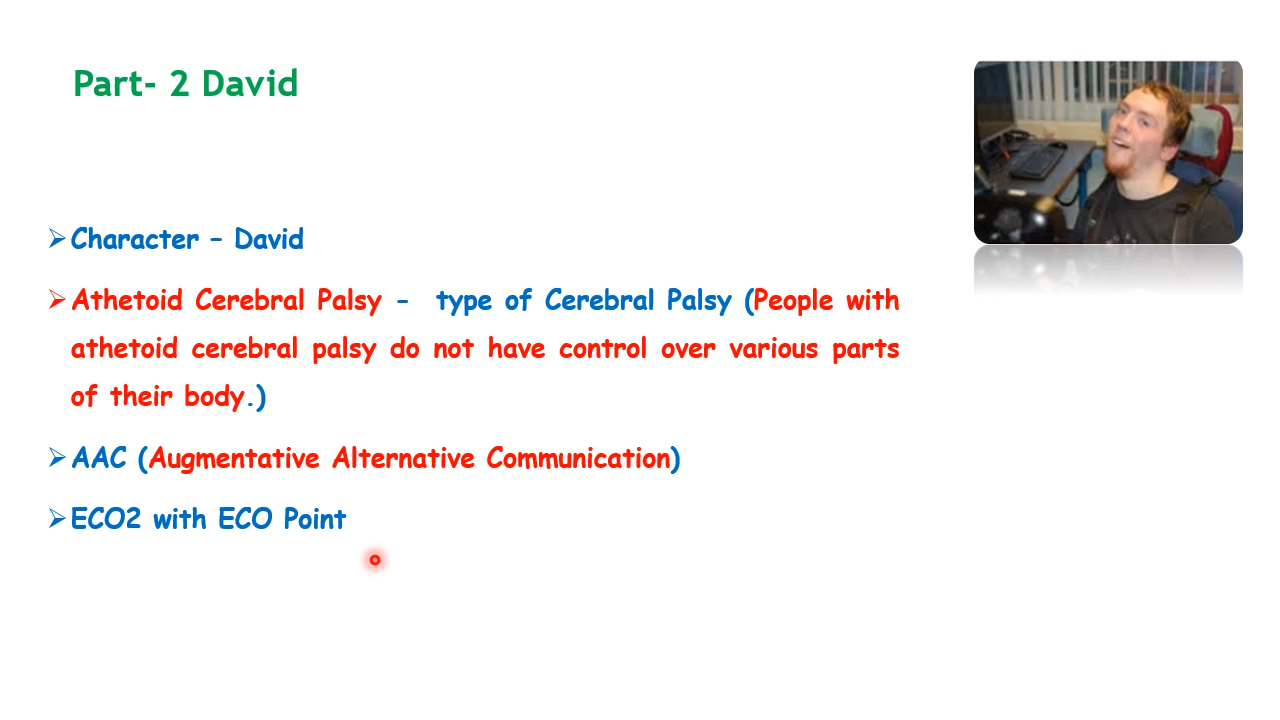 Part- 2 David
➢Character – David
➢Athetoid Cerebral Palsy - type of Cerebral Palsy (People with
athetoid cerebral palsy do not have control over various parts
of their body.)
➢AAC (Augmentative Alternative Communication)
➢ECO2 with ECO Point